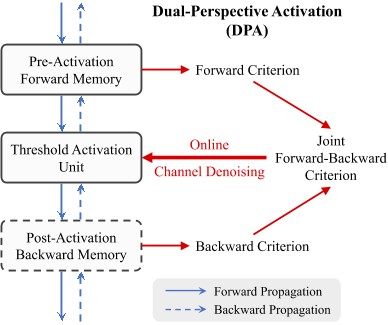 Dual-Perspective Activation
(DPA)
Pre-Activation
Forward Memory
Forward Criterion
Threshold Activation
Unit
Online
Channel Denoising
Joint
Forward-Backward
Criterion
Post-Activation
Backward Memory
Backward Criterion
Forward Propagation
Backward Propagation